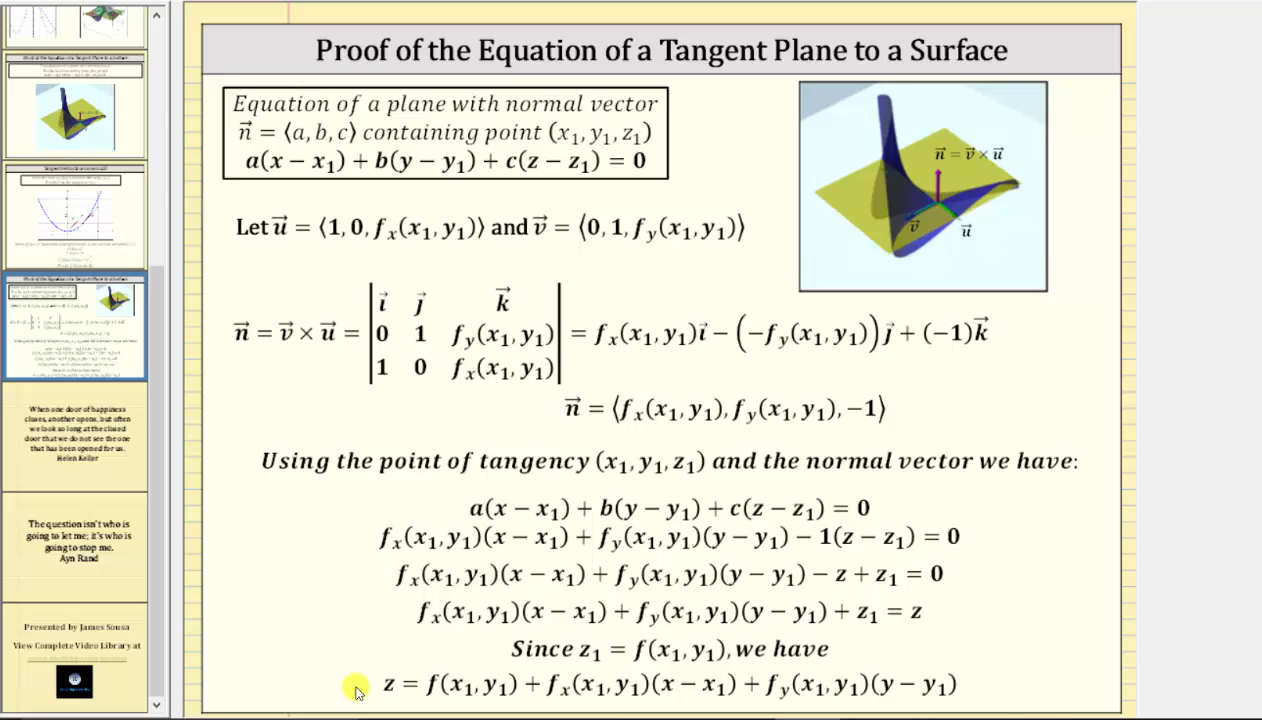 Proof of the Equation of a Tangent Plane to a Surface
Equation of a plane with normal vector
n⃗ = ⟨a, b, c⟩ containing point (x₁, y₁, z₁)
a(x − x₁) + b(y − y₁) + c(z − z₁) = 0
n⃗ = v⃗ × u⃗
v⃗
u⃗
Let u⃗ = ⟨1, 0, fₓ(x₁, y₁)⟩ and v⃗ = ⟨0, 1, f_y(x₁, y₁)⟩
n⃗ = v⃗ × u⃗ = | i⃗ j⃗ k⃗ |
| 0 1 f_y(x₁, y₁) | = fₓ(x₁, y₁)i⃗ − (−f_y(x₁, y₁))j⃗ + (−1)k⃗
| 1 0 fₓ(x₁, y₁) |
n⃗ = ⟨fₓ(x₁, y₁), f_y(x₁, y₁), −1⟩
Using the point of tangency (x₁, y₁, z₁) and the normal vector we have:
a(x − x₁) + b(y − y₁) + c(z − z₁) = 0
fₓ(x₁, y₁)(x − x₁) + f_y(x₁, y₁)(y − y₁) − 1(z − z₁) = 0
fₓ(x₁, y₁)(x − x₁) + f_y(x₁, y₁)(y − y₁) − z + z₁ = 0
fₓ(x₁, y₁)(x − x₁) + f_y(x₁, y₁)(y − y₁) + z₁ = z
Since z₁ = f(x₁, y₁), we have
z = f(x₁, y₁) + fₓ(x₁, y₁)(x − x₁) + f_y(x₁, y₁)(y − y₁)
Proof of the Equation of a Tangent Plane to a Surface
When one door of happiness
closes, another opens, but often
we look so long at the closed
door that we do not see the one
that has been opened for us.
Helen Keller
The question isn't who is
going to let me; it's who is
going to stop me.
Ayn Rand
Presented by James Sousa
View Complete Video Library at